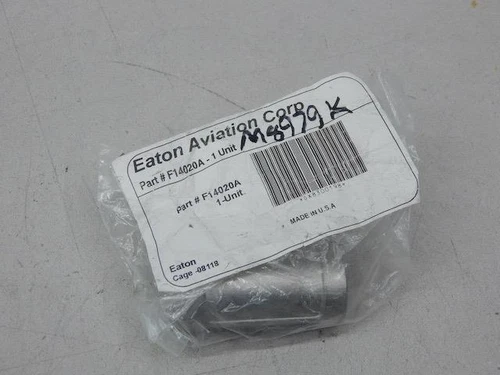 Eaton Aviation Corp
Part # F14020A - 1 Unit
M8979K
Part # F14020A
1-Unit
MADE IN U.S.A
Eaton
Cage -08118